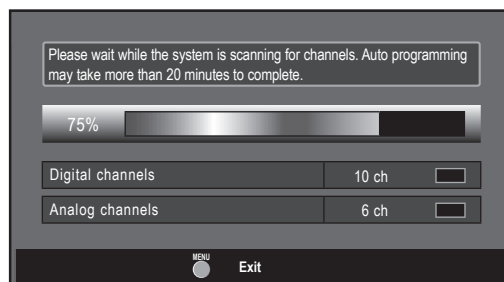 Please wait while the system is scanning for channels. Auto programming
may take more than 20 minutes to complete.
75%
Digital channels 10 ch
Analog channels 6 ch
MENU
Exit